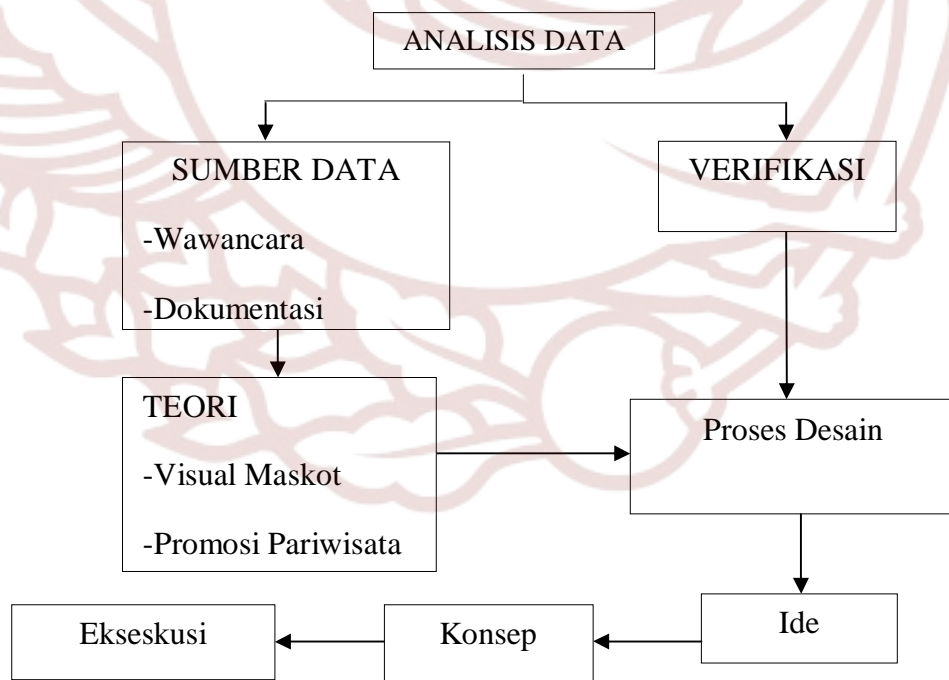 ANALISIS DATA
SUMBER DATA
-Wawancara
-Dokumentasi
VERIFIKASI
TEORI
-Visual Maskot
-Promosi Pariwisata
Proses Desain
Ide
Konsep
Ekseskusi